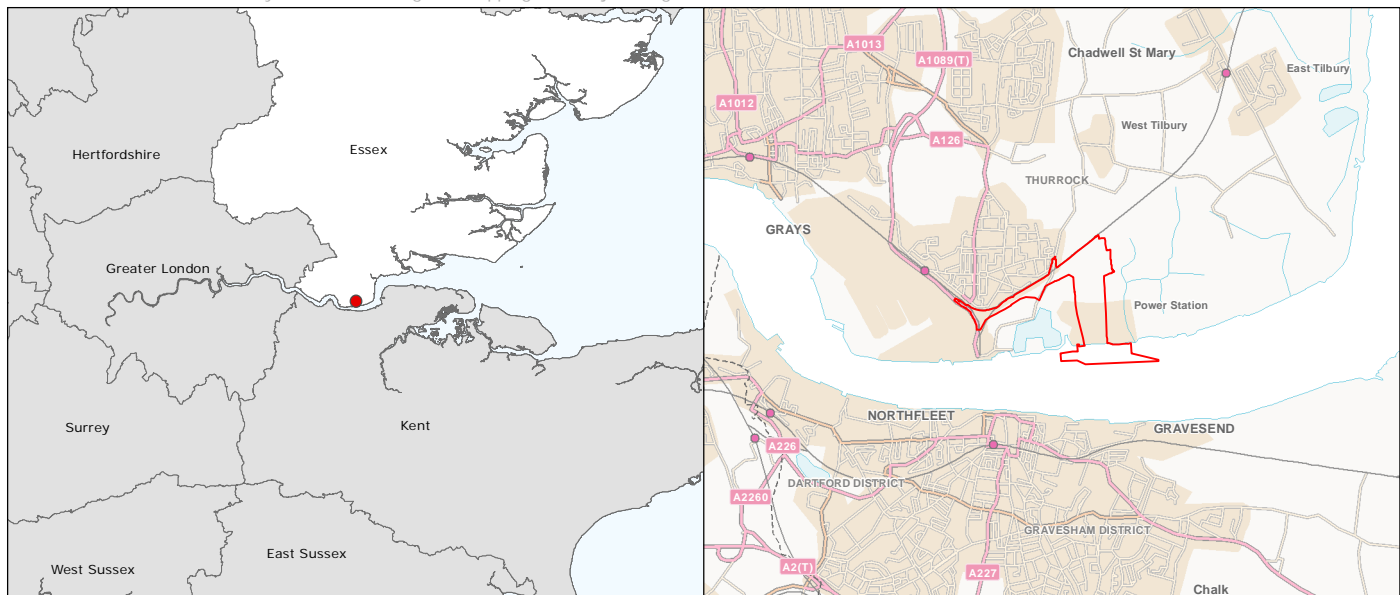 Hertfordshire
Essex
Greater London
Surrey
Kent
East Sussex
West Sussex
A1013
Chadwell St Mary
A1089(T)
East Tilbury
A1012
West Tilbury
A126
THURROCK
GRAYS
Power Station
NORTHFLEET
GRAVESEND
A226
DARTFORD DISTRICT
A2260
GRAVESHAM DISTRICT
A2(T)
A227
Chalk